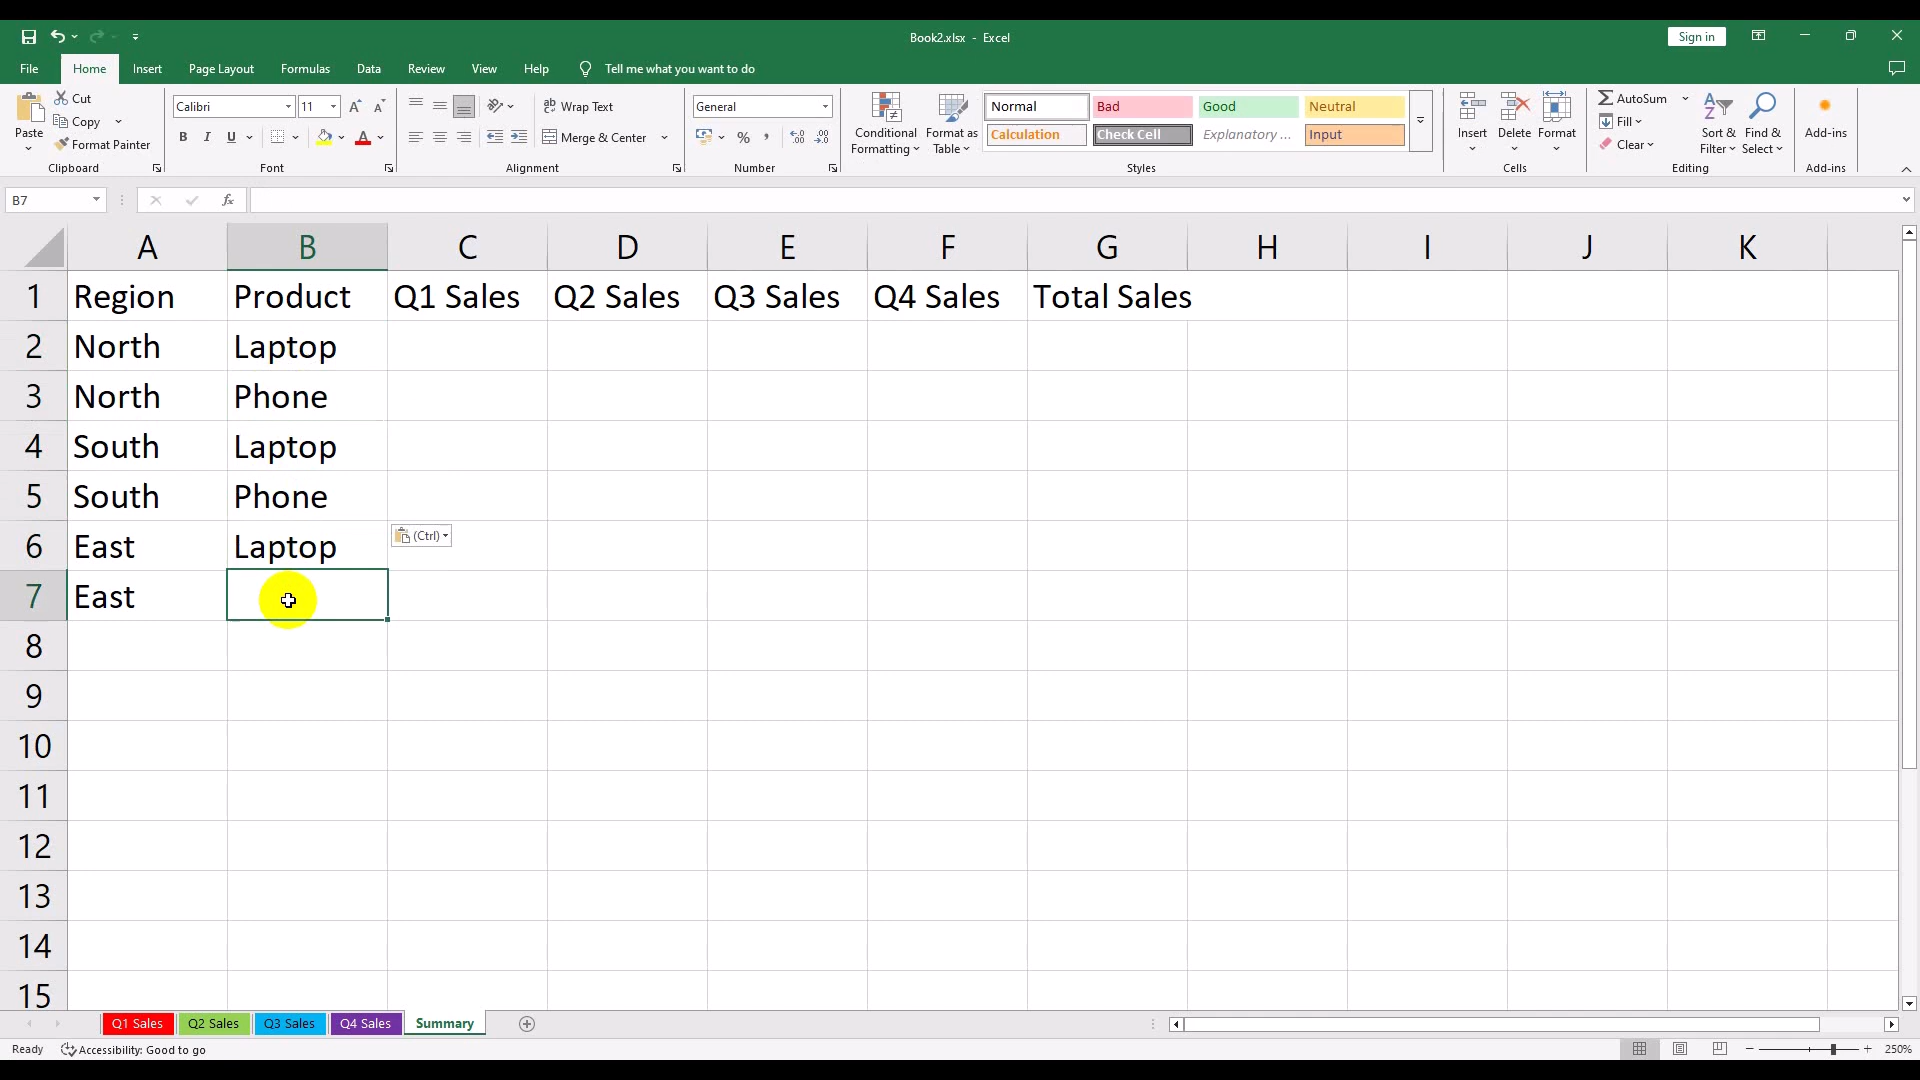 Book2.xlsx - Excel
Sign in
File Home Insert Page Layout Formulas Data Review View Help Tell me what you want to do
Paste
Cut
Copy
Format Painter
Clipboard
Calibri 11
B I U
Font
Wrap Text
Merge & Center
Alignment
General
%
Number
Conditional Formatting
Format as Table
Normal Bad Good Neutral
Calculation Check Cell Explanatory ... Input
Styles
Insert Delete Format
Cells
AutoSum
Fill
Clear
Sort & Filter
Find & Select
Editing
Add-ins
Add-ins
B7
fx
A B C D E F G H I J K
1 Region Product Q1 Sales Q2 Sales Q3 Sales Q4 Sales Total Sales
2 North Laptop
3 North Phone
4 South Laptop
5 South Phone
6 East Laptop (Ctrl)
7 East
8
9
10
11
12
13
14
15
Q1 Sales Q2 Sales Q3 Sales Q4 Sales Summary
Ready Accessibility: Good to go 250%